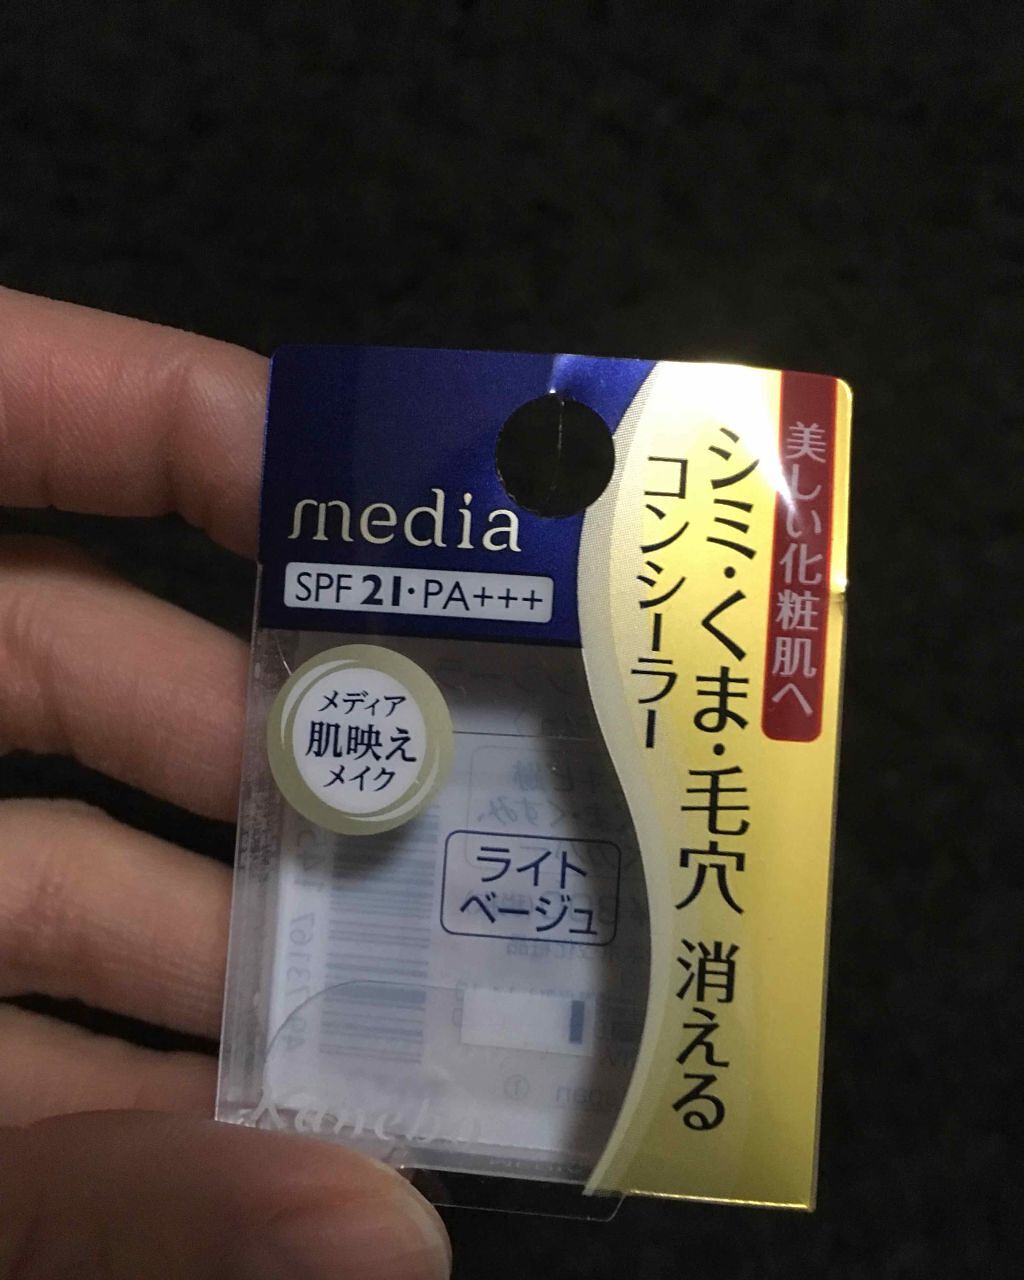 media
SPF 21・PA+++
メディア
肌映え
メイク
ライト
ベージュ
美しい化粧肌へ
シミ・くま・毛穴 消える
コンシーラー
Kanebo